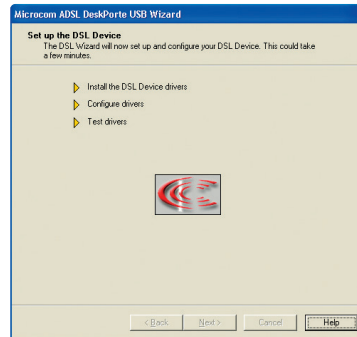 Microcom ADSL DeskPorte USB Wizard
Set up the DSL Device
The DSL Wizard will now set up and configure your DSL Device. This could take
a few minutes.
Install the DSL Device drivers
Configure drivers
Test drivers
< Back Next > Cancel Help